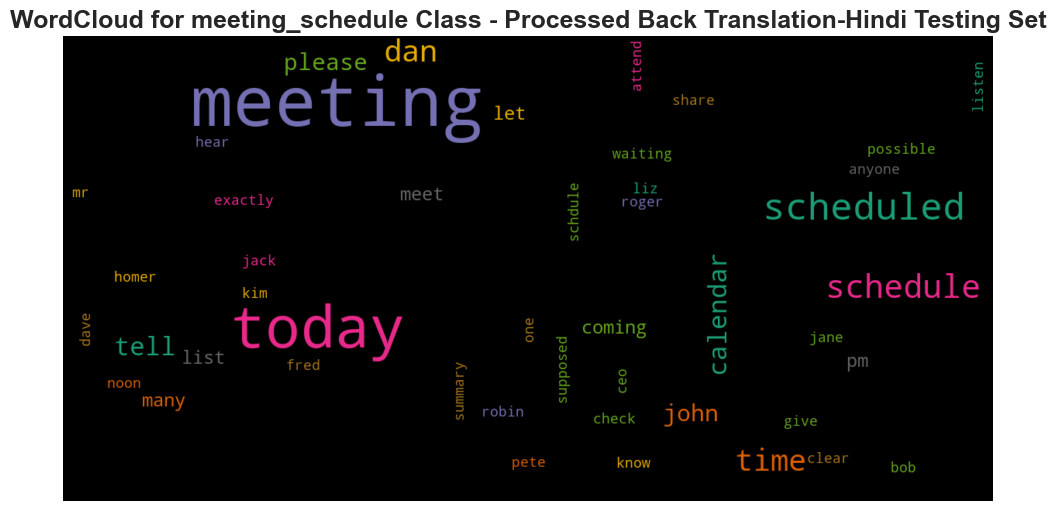 WordCloud for meeting_schedule Class - Processed Back Translation-Hindi Testing Set
dan
please
attend
meeting
listen
share
let
hear
possible
waiting
anyone
liz
mr
meet
exactly
roger
scheduled
schdule
jack
homer
schedule
kim
calendar
today
coming
one
dave
jane
tell
list
pm
fred
supposed
ceo
noon
summary
many
robin
john
check
give
time
clear
pete
know
bob